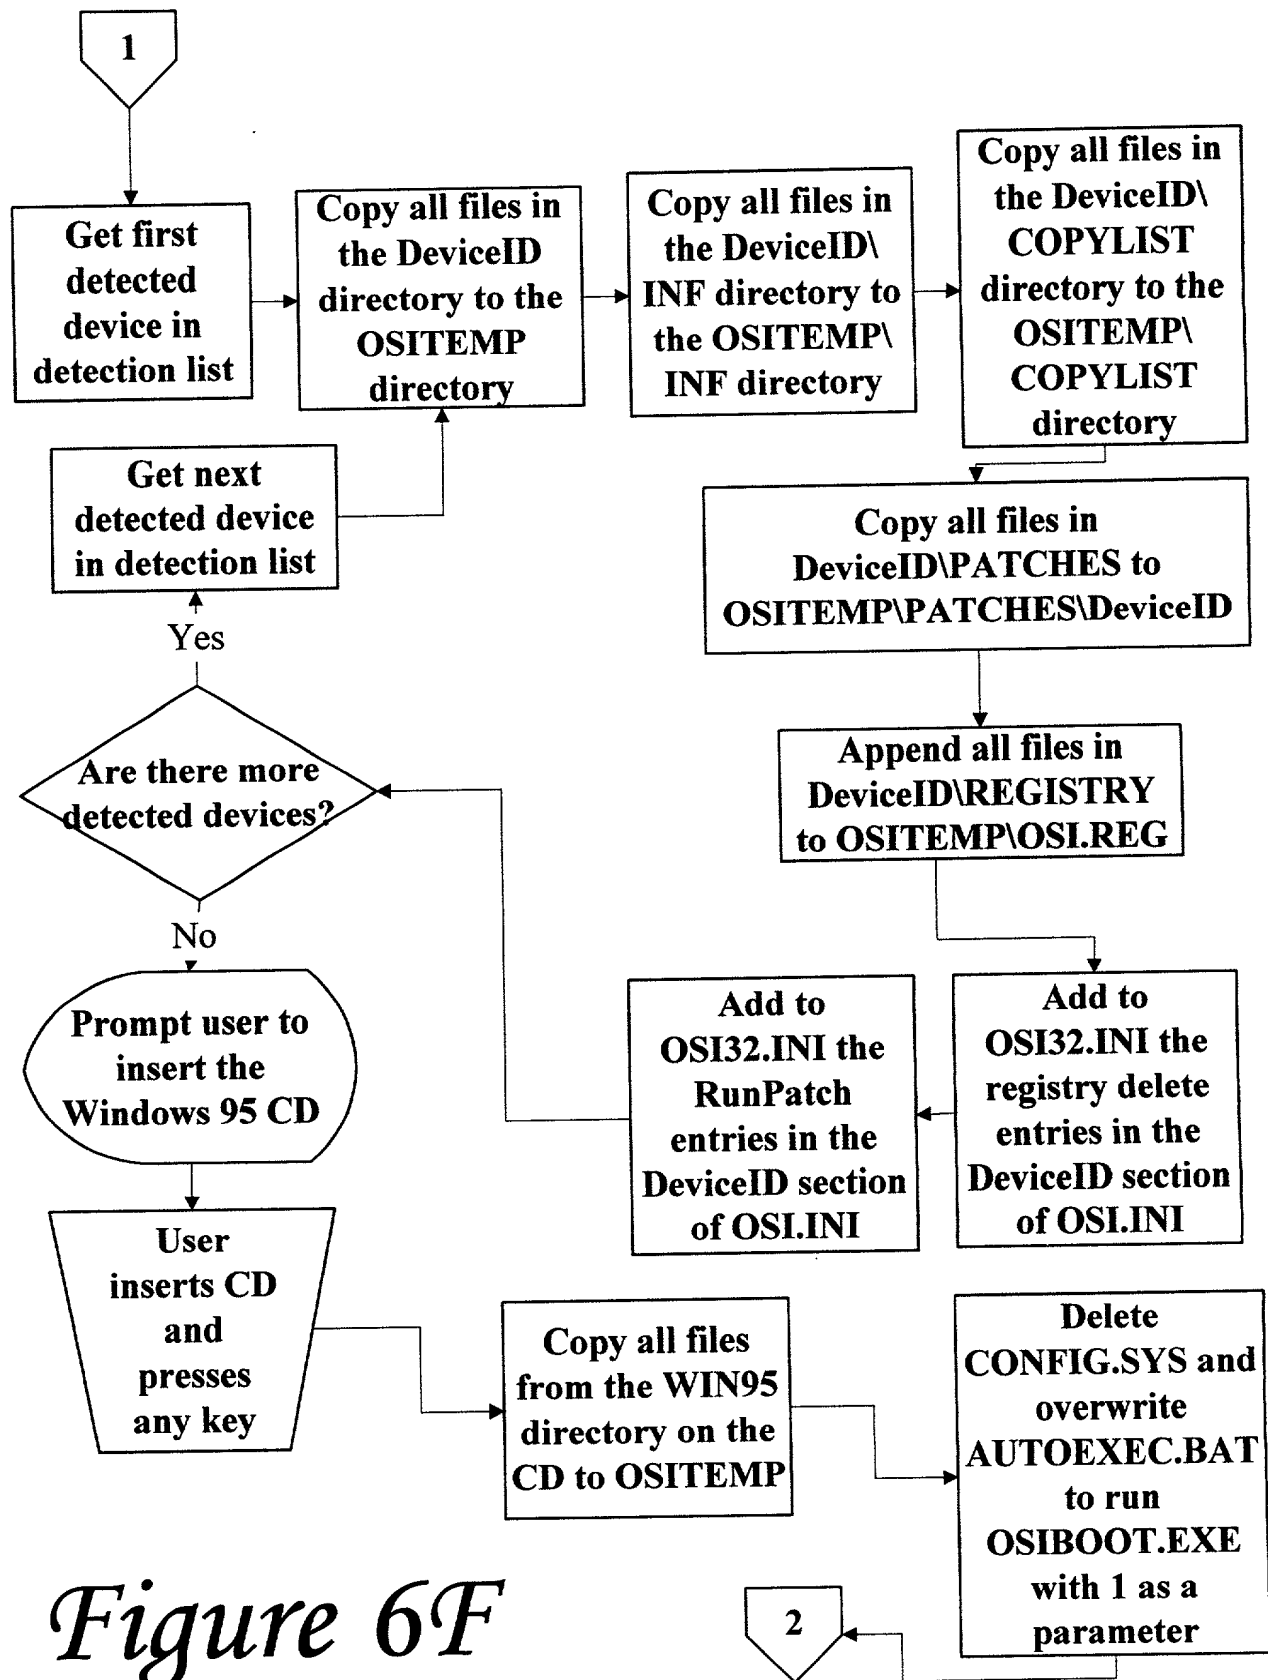 1
Get first
detected
device in
detection list
Copy all files in
the DeviceID
directory to the
OSITEMP
directory
Copy all files in
the DeviceID\
INF directory to
the OSITEMP\
INF directory
Copy all files in
the DeviceID\
COPYLIST
directory to the
OSITEMP\
COPYLIST
directory
Copy all files in
DeviceID\PATCHES to
OSITEMP\PATCHES\DeviceID
Append all files in
DeviceID\REGISTRY
to OSITEMP\OSI.REG
Add to
OSI32.INI the
registry delete
entries in the
DeviceID section
of OSI.INI
Add to
OSI32.INI the
RunPatch
entries in the
DeviceID section
of OSI.INI
Are there more
detected devices?
Yes
Get next
detected device
in detection list
No
Prompt user to
insert the
Windows 95 CD
User
inserts CD
and
presses
any key
Copy all files
from the WIN95
directory on the
CD to OSITEMP
Delete
CONFIG.SYS and
overwrite
AUTOEXEC.BAT
to run
OSIBOOT.EXE
with 1 as a
parameter
2
Figure 6F